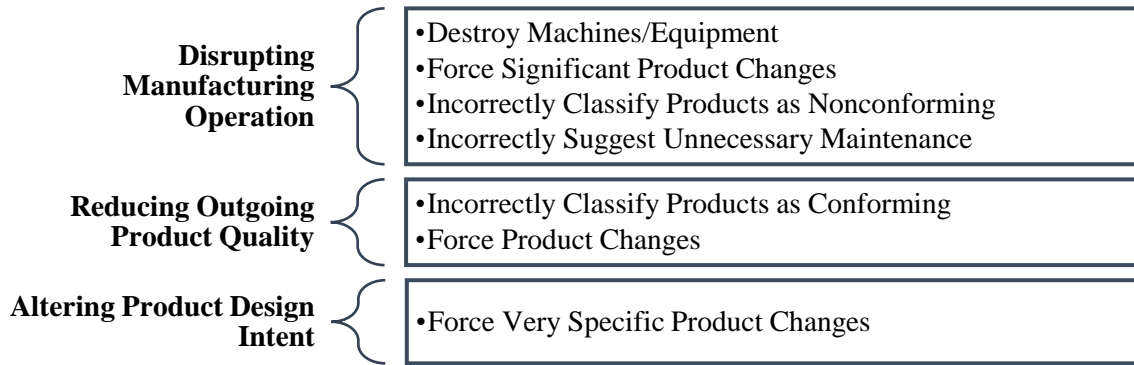 Disrupting
Manufacturing
Operation
•Destroy Machines/Equipment
•Force Significant Product Changes
•Incorrectly Classify Products as Nonconforming
•Incorrectly Suggest Unnecessary Maintenance
Reducing Outgoing
Product Quality
•Incorrectly Classify Products as Conforming
•Force Product Changes
Altering Product Design
Intent
•Force Very Specific Product Changes